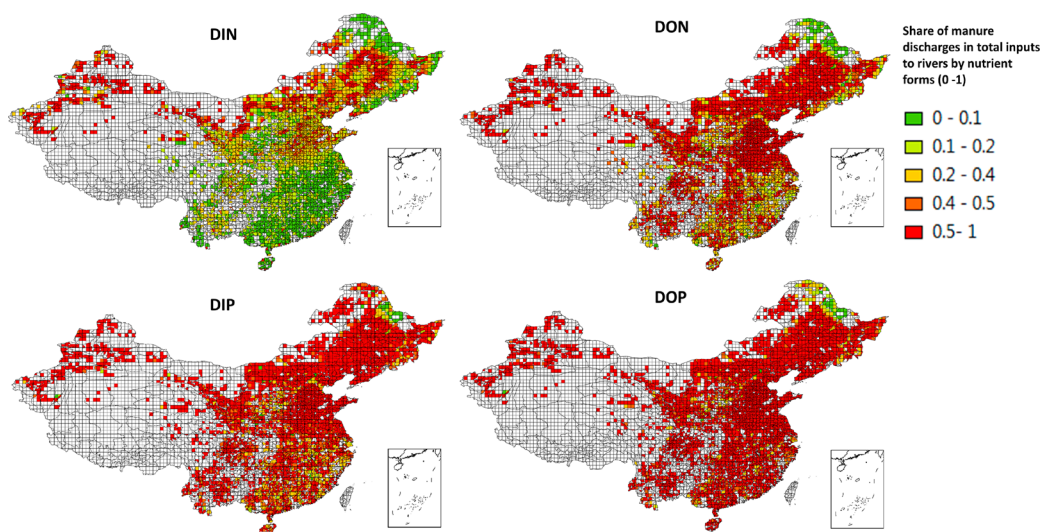 DIN
DON
Share of manure
discharges in total inputs
to rivers by nutrient
forms (0 -1)
0 - 0.1
0.1 - 0.2
0.2 - 0.4
0.4 - 0.5
0.5- 1
DIP
DOP